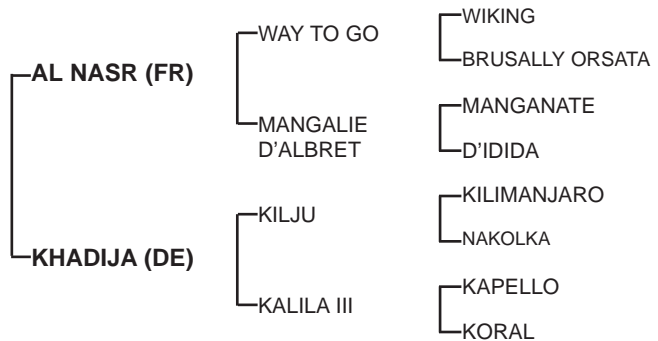 WIKING
WAY TO GO
BRUSALLY ORSATA
AL NASR (FR)
MANGANATE
MANGALIE
D'ALBRET
D'IDIDA
KILIMANJARO
KILJU
NAKOLKA
KHADIJA (DE)
KAPELLO
KALILA III
KORAL